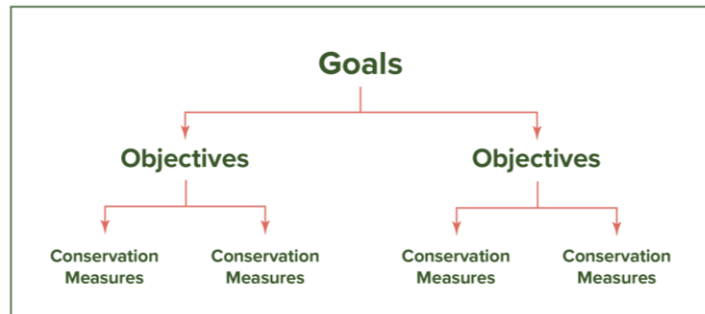 Goals
Objectives
Objectives
Conservation
Measures
Conservation
Measures
Conservation
Measures
Conservation
Measures